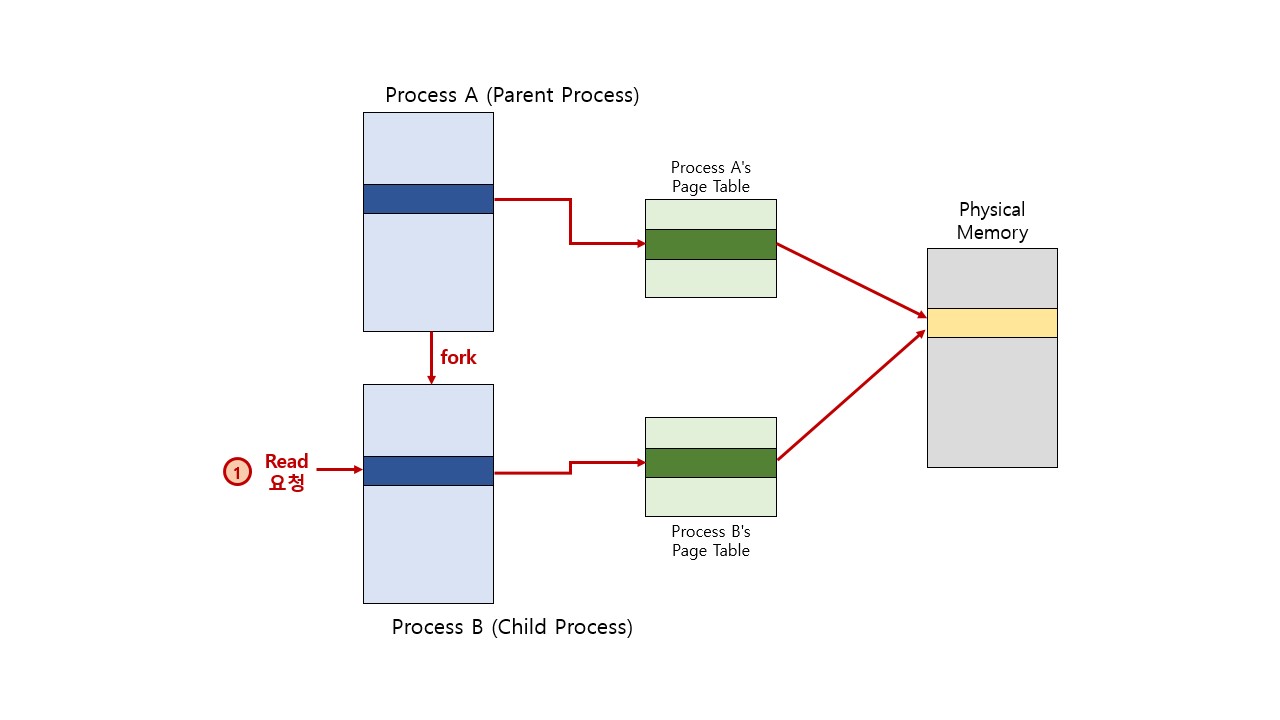 Process A (Parent Process)
Process A's
Page Table
Physical
Memory
fork
1
Read
요청
Process B's
Page Table
Process B (Child Process)